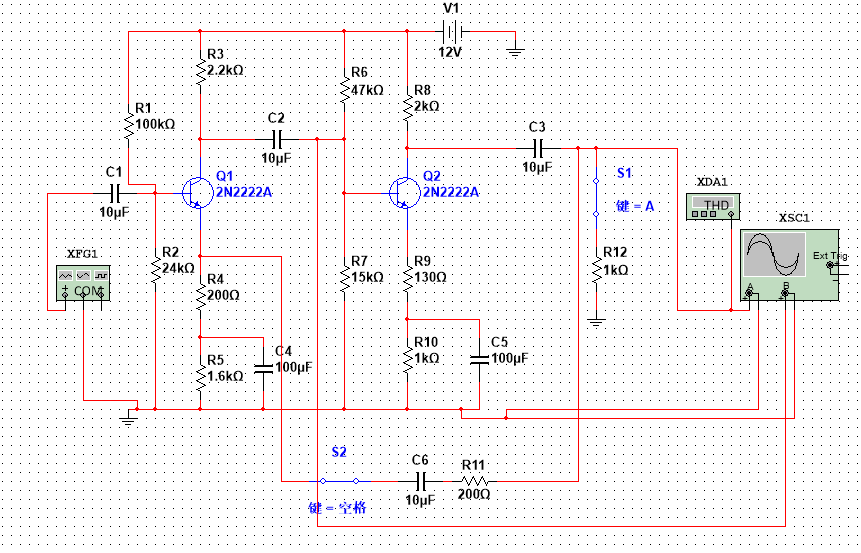 V1
12V
R3
2.2kΩ
R6
47kΩ
R8
2kΩ
R1
100kΩ
C2
10µF
C3
10µF
C1
10µF
Q1
2N2222A
Q2
2N2222A
S1
键 = A
XDA1
THD
XSC1
Ext Trig
A
B
XFG1
COM
R2
24kΩ
R4
200Ω
R7
15kΩ
R9
130Ω
R12
1kΩ
R5
1.6kΩ
C4
100µF
R10
1kΩ
C5
100µF
S2
键 = 空格
C6
10µF
R11
200Ω